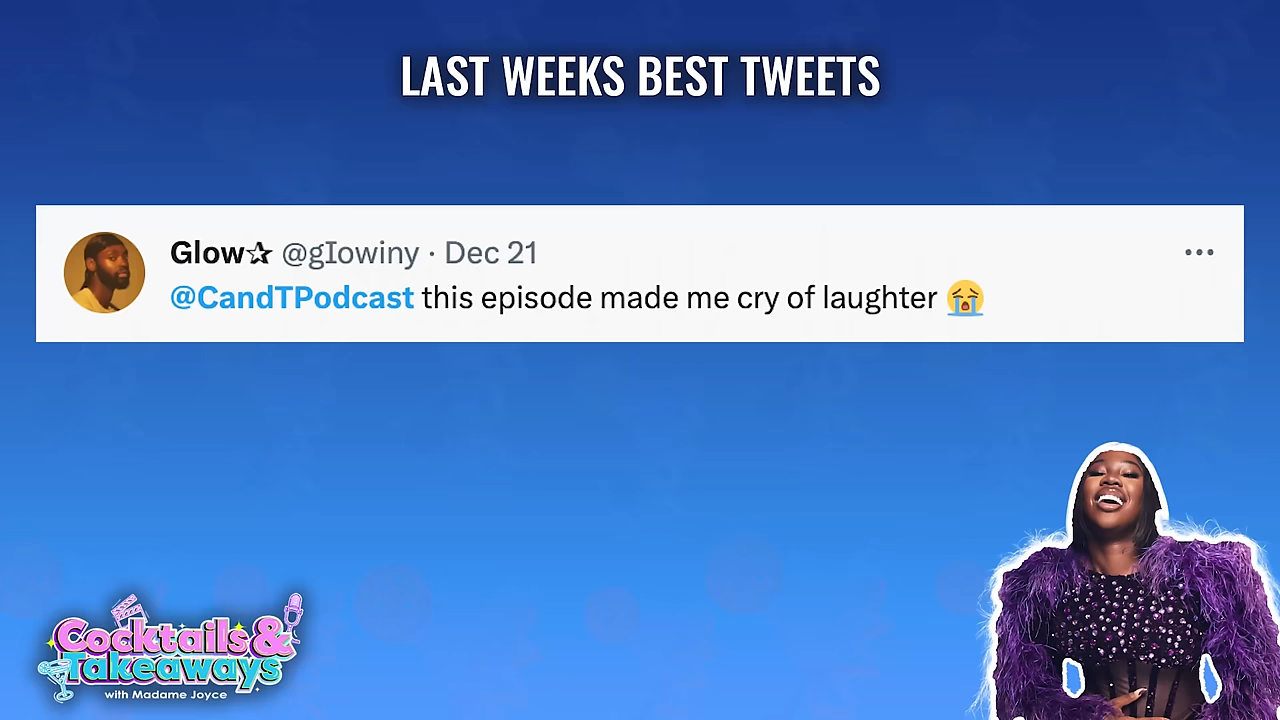 LAST WEEKS BEST TWEETS
Glow☆ @gIowiny · Dec 21
@CandTPodcast this episode made me cry of laughter 😭
Cocktails &
Takeaways
with Madame Joyce